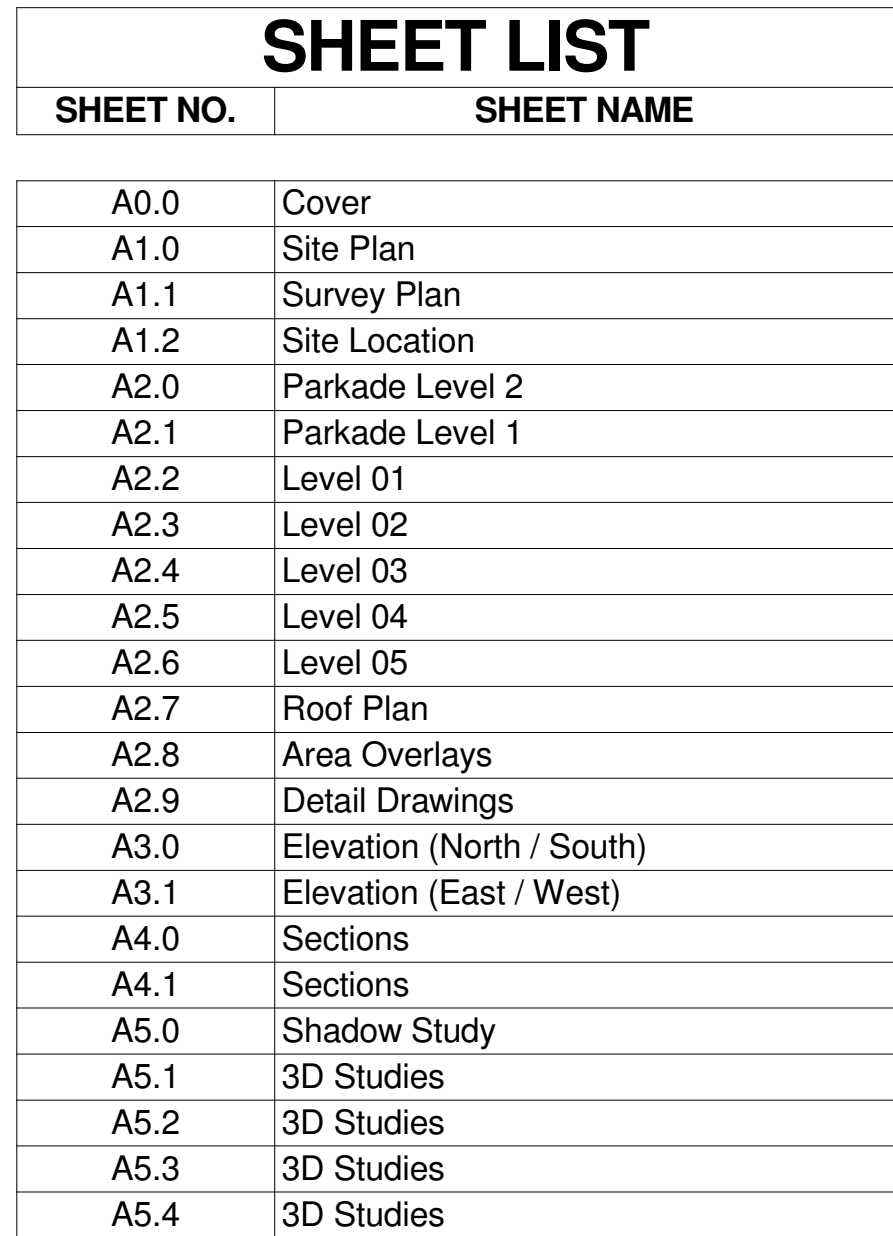 SHEET LIST
SHEET NO. SHEET NAME
A0.0 Cover
A1.0 Site Plan
A1.1 Survey Plan
A1.2 Site Location
A2.0 Parkade Level 2
A2.1 Parkade Level 1
A2.2 Level 01
A2.3 Level 02
A2.4 Level 03
A2.5 Level 04
A2.6 Level 05
A2.7 Roof Plan
A2.8 Area Overlays
A2.9 Detail Drawings
A3.0 Elevation (North / South)
A3.1 Elevation (East / West)
A4.0 Sections
A4.1 Sections
A5.0 Shadow Study
A5.1 3D Studies
A5.2 3D Studies
A5.3 3D Studies
A5.4 3D Studies